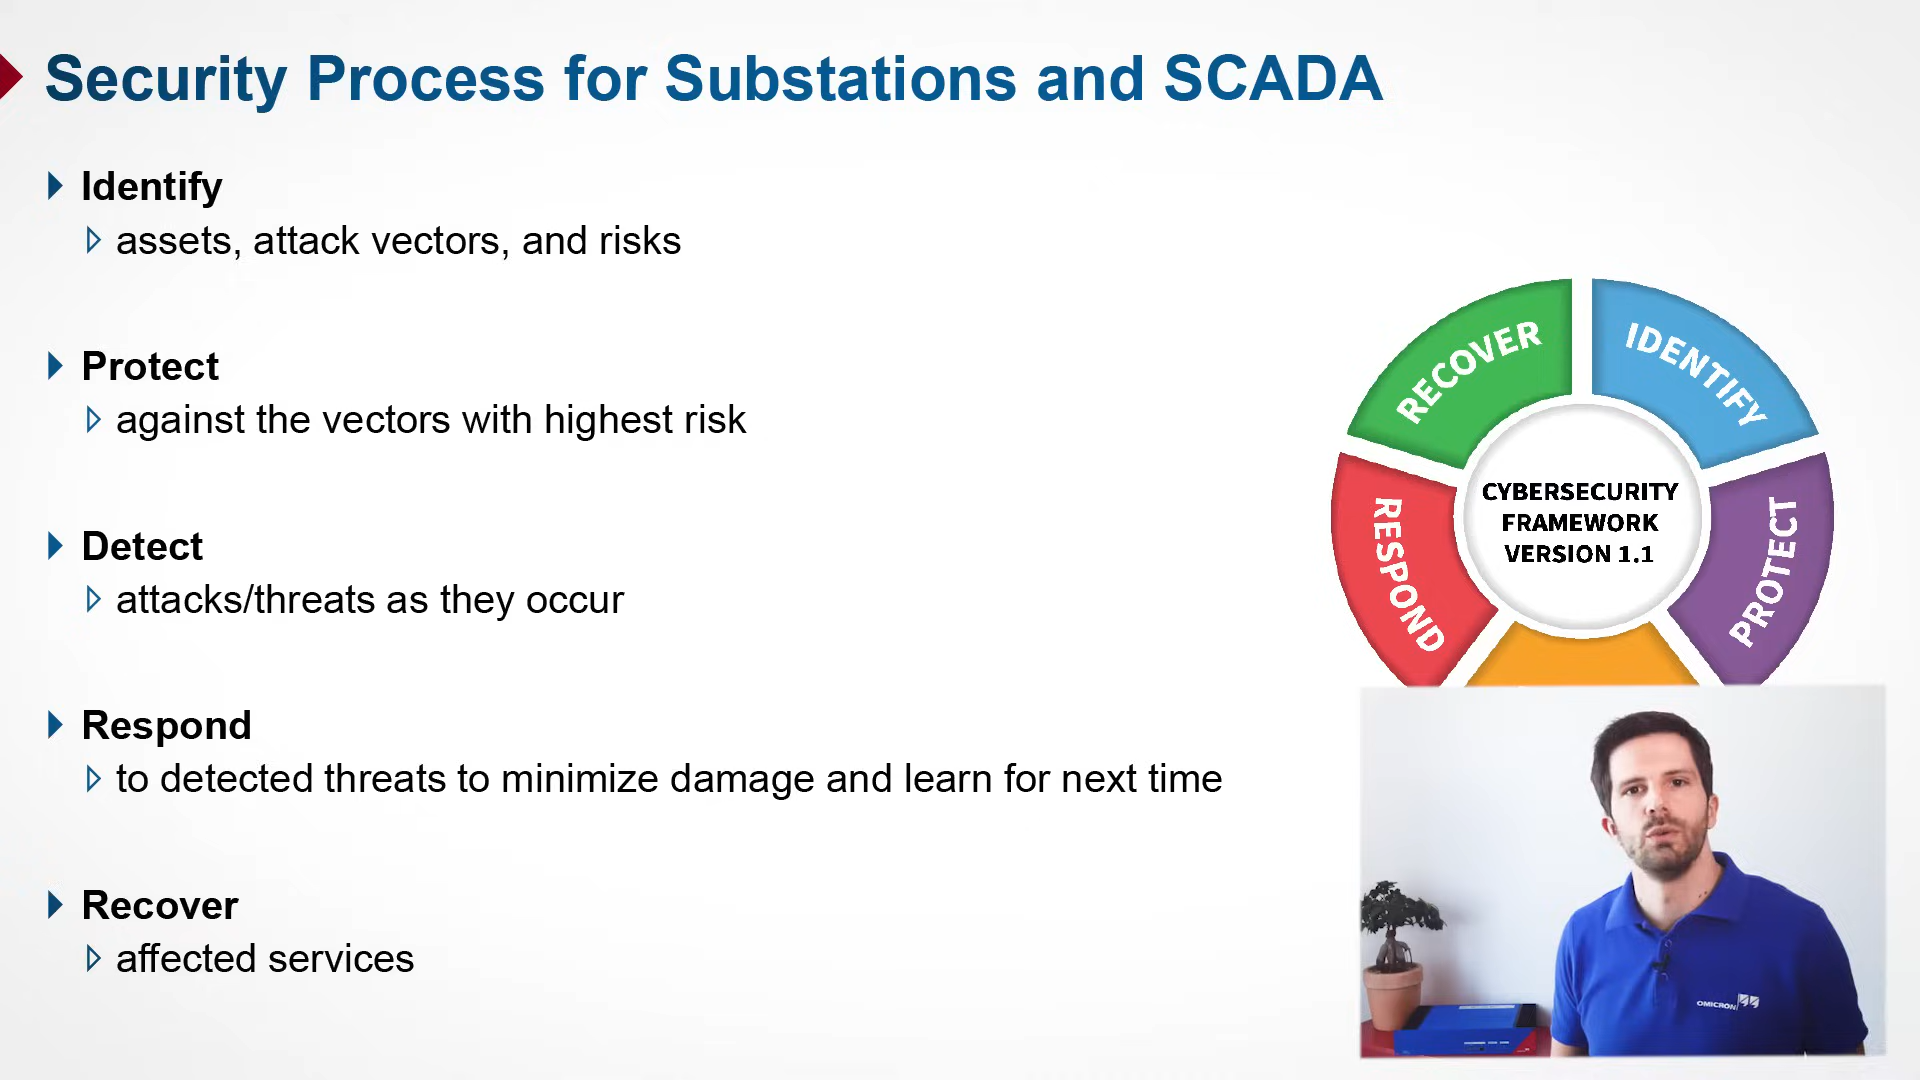 Security Process for Substations and SCADA
Identify
assets, attack vectors, and risks
Protect
against the vectors with highest risk
Detect
attacks/threats as they occur
Respond
to detected threats to minimize damage and learn for next time
Recover
affected services
RECOVER
IDENTIFY
RESPOND
PROTECT
CYBERSECURITY
FRAMEWORK
VERSION 1.1
OMICRON